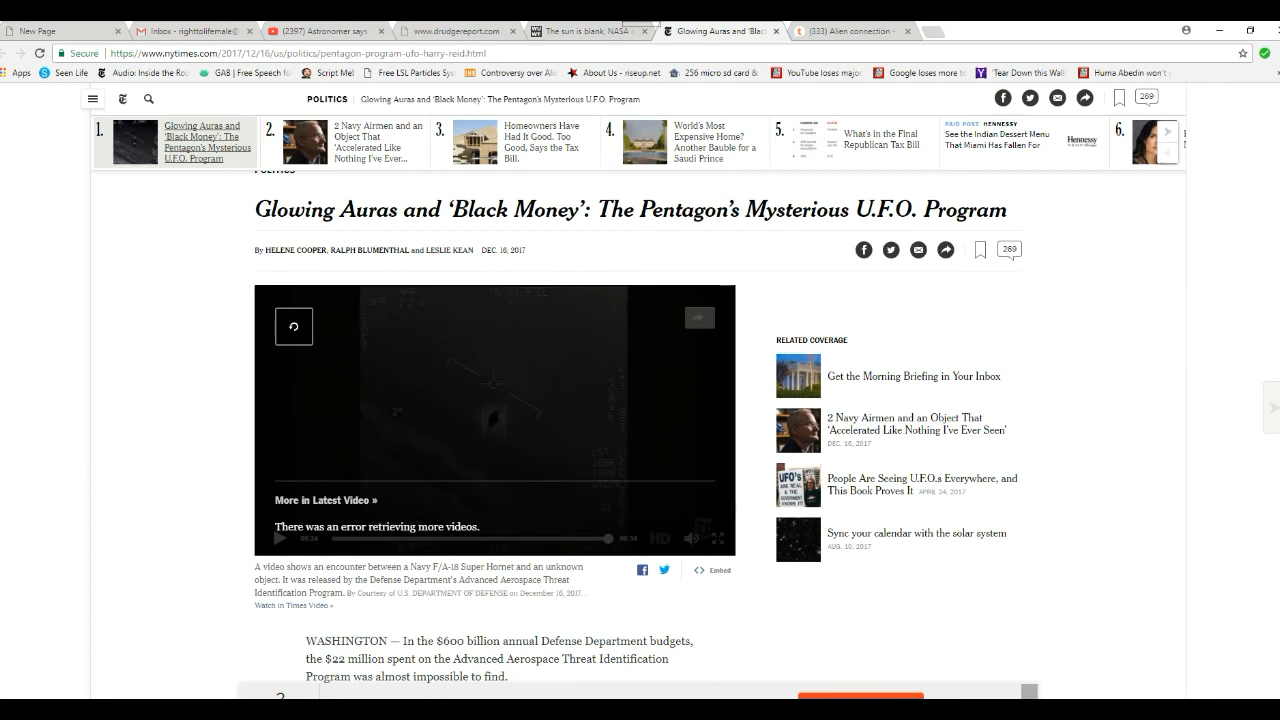 New Page
Inbox - righttolifemale@
(2397) Astronomer says
www.drudgereport.com
The sun is blank, NASA
Glowing Auras and 'Blac
(333) Alien connection -
Secure
https://www.nytimes.com/2017/12/16/us/politics/pentagon-program-ufo-harry-reid.html
Apps
Seen Life
Audio: Inside the Ro
GAB | Free Speech fo
Script Me!
Free LSL Particles Sys
Controversy over Ali
About Us - riseup.net
256 micro sd card &
YouTube loses major
Google loses more t
'Tear Down this Wal
Huma Abedin won't
POLITICS
Glowing Auras and 'Black Money': The Pentagon's Mysterious U.F.O. Program
269
1.
Glowing Auras and
'Black Money': The
Pentagon's Mysterious
U.F.O. Program
2.
2 Navy Airmen and an
Object That
'Accelerated Like
Nothing I've Ever...
3.
Homeowners Have
Had It Good. Too
Good, Says the Tax
Bill.
4.
World's Most
Expensive Home?
Another Bauble for a
Saudi Prince
5.
What's in the Final
Republican Tax Bill
PAID POST: HENNESSY
See the Indian Dessert Menu
That Miami Has Fallen For
Hennessy
6.
POLITICS
Glowing Auras and 'Black Money': The Pentagon's Mysterious U.F.O. Program
By HELENE COOPER, RALPH BLUMENTHAL and LESLIE KEAN DEC. 16, 2017
269
More in Latest Video »
There was an error retrieving more videos.
00:34
00:34
HD
A video shows an encounter between a Navy F/A-18 Super Hornet and an unknown
object. It was released by the Defense Department's Advanced Aerospace Threat
Identification Program. By Courtesy of U.S. DEPARTMENT OF DEFENSE on December 16, 2017.
Watch in Times Video »
Embed
RELATED COVERAGE
Get the Morning Briefing in Your Inbox
2 Navy Airmen and an Object That
'Accelerated Like Nothing I've Ever Seen'
DEC. 16, 2017
UFO's
ARE REAL
People Are Seeing U.F.O.s Everywhere, and
This Book Proves It APRIL 24, 2017
Sync your calendar with the solar system
AUG. 10, 2017
WASHINGTON — In the $600 billion annual Defense Department budgets,
the $22 million spent on the Advanced Aerospace Threat Identification
Program was almost impossible to find.